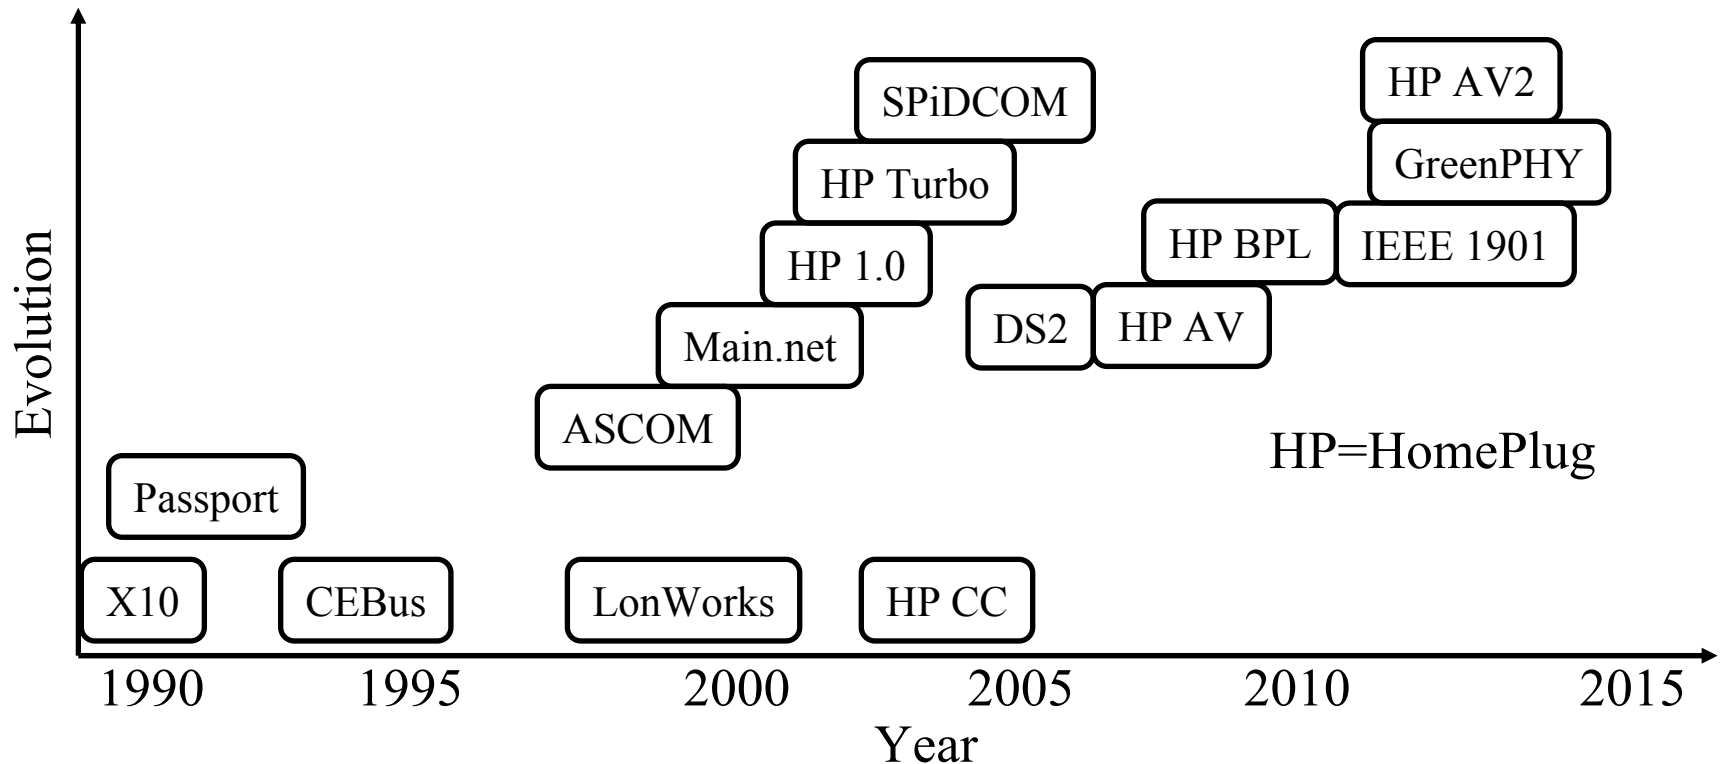 HP AV2
SPiDCOM
GreenPHY
HP Turbo
HP BPL
IEEE 1901
HP 1.0
DS2
HP AV
Main.net
ASCOM
HP=HomePlug
Passport
X10
CEBus
LonWorks
HP CC
Evolution
1990 1995 2000 2005 2010 2015
Year